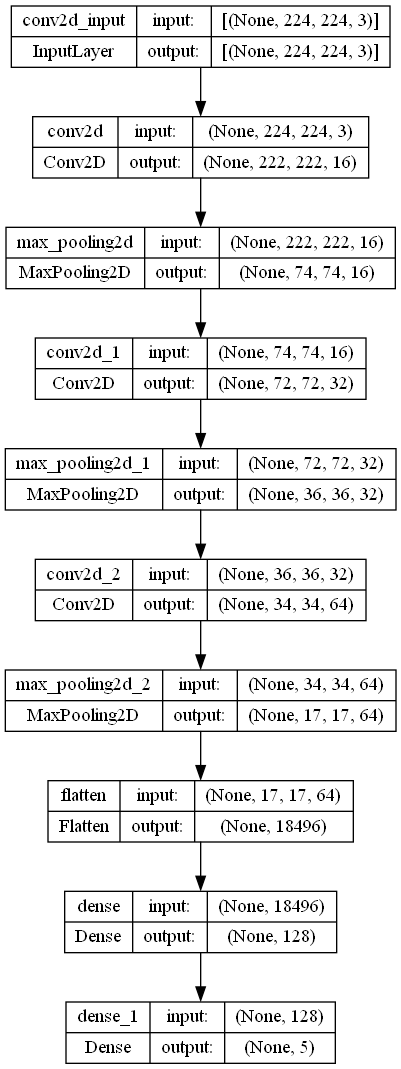 conv2d_input input: [(None, 224, 224, 3)]
InputLayer output: [(None, 224, 224, 3)]
conv2d input: (None, 224, 224, 3)
Conv2D output: (None, 222, 222, 16)
max_pooling2d input: (None, 222, 222, 16)
MaxPooling2D output: (None, 74, 74, 16)
conv2d_1 input: (None, 74, 74, 16)
Conv2D output: (None, 72, 72, 32)
max_pooling2d_1 input: (None, 72, 72, 32)
MaxPooling2D output: (None, 36, 36, 32)
conv2d_2 input: (None, 36, 36, 32)
Conv2D output: (None, 34, 34, 64)
max_pooling2d_2 input: (None, 34, 34, 64)
MaxPooling2D output: (None, 17, 17, 64)
flatten input: (None, 17, 17, 64)
Flatten output: (None, 18496)
dense input: (None, 18496)
Dense output: (None, 128)
dense_1 input: (None, 128)
Dense output: (None, 5)